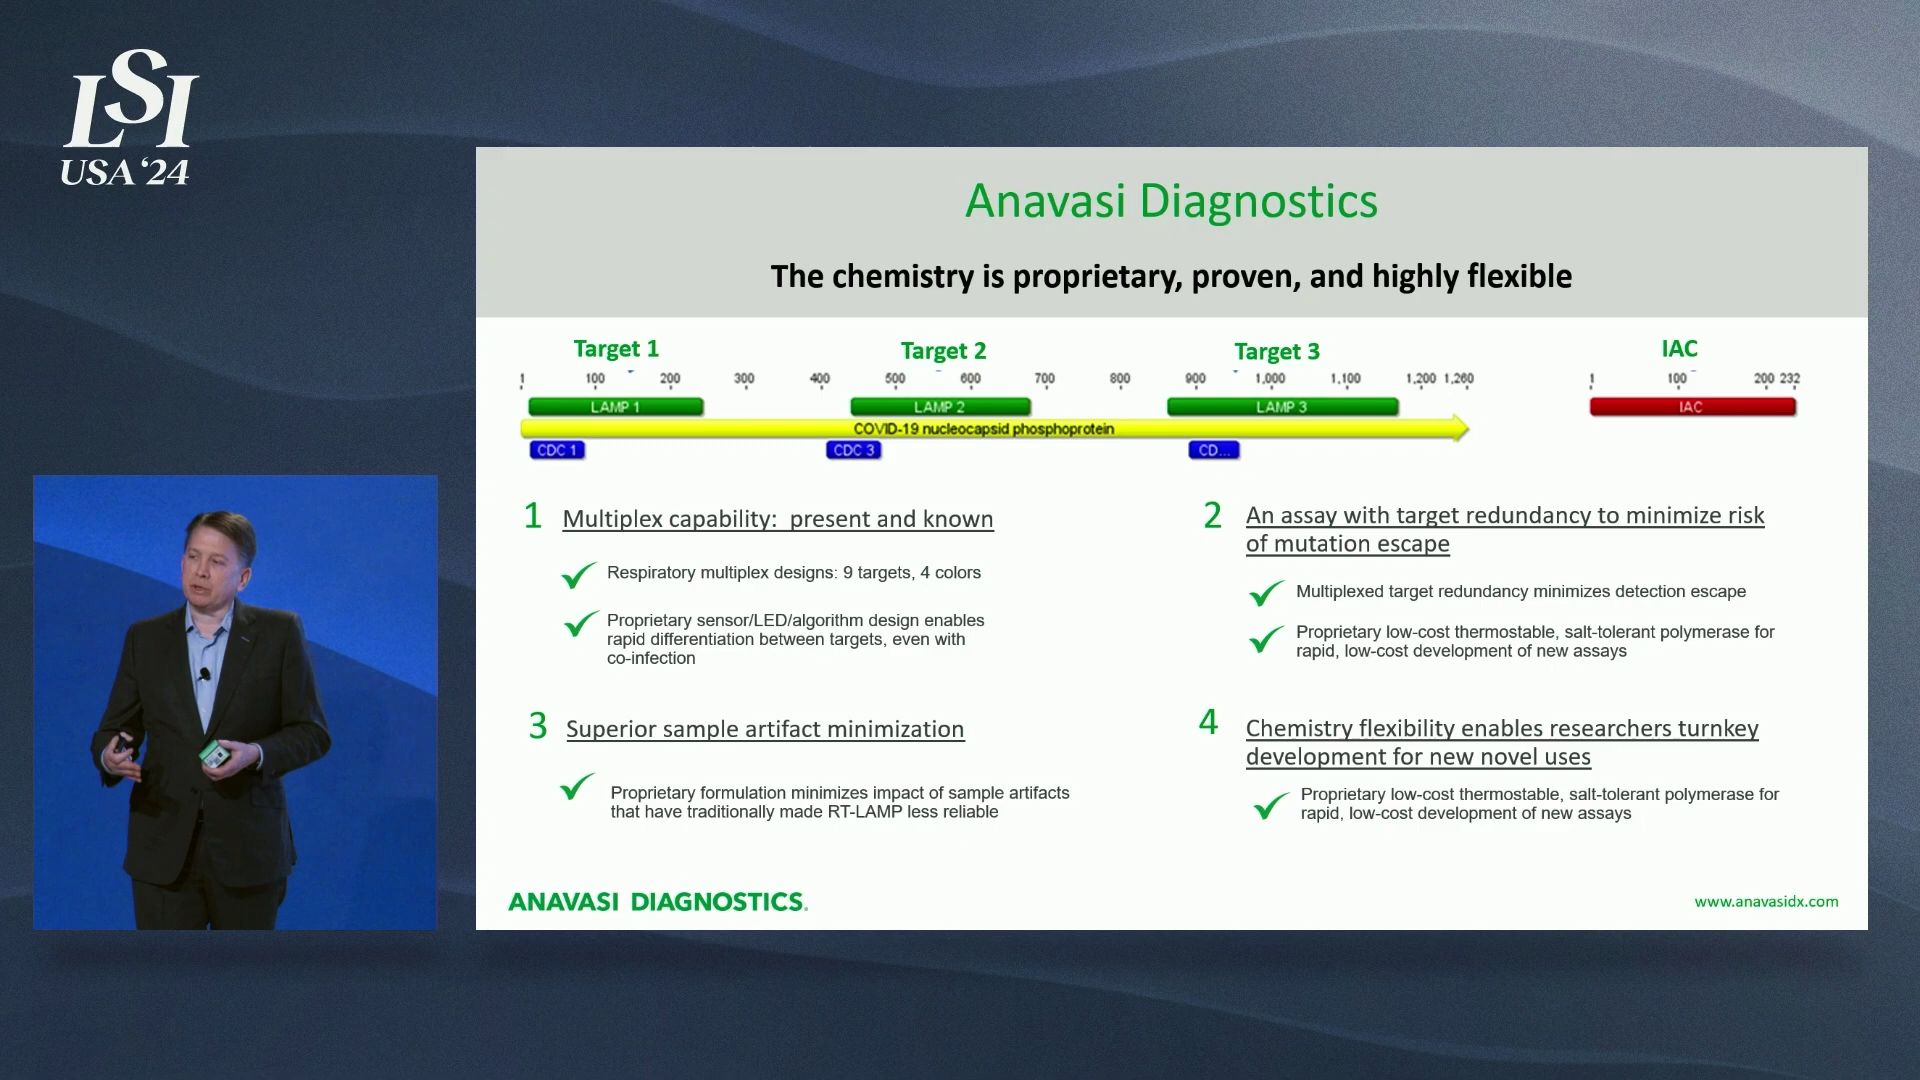 LSI
USA '24
Anavasi Diagnostics
The chemistry is proprietary, proven, and highly flexible
Target 1
Target 2
Target 3
IAC
1 100 200 300 400 500 600 700 800 900 1,000 1,100 1,200 1,260
1 100 200 232
LAMP 1
LAMP 2
LAMP 3
IAC
COVID-19 nucleocapsid phosphoprotein
CDC 1
CDC 3
CD...
1 Multiplex capability: present and known
Respiratory multiplex designs: 9 targets, 4 colors
Proprietary sensor/LED/algorithm design enables
rapid differentiation between targets, even with
co-infection
2 An assay with target redundancy to minimize risk
of mutation escape
Multiplexed target redundancy minimizes detection escape
Proprietary low-cost thermostable, salt-tolerant polymerase for
rapid, low-cost development of new assays
3 Superior sample artifact minimization
Proprietary formulation minimizes impact of sample artifacts
that have traditionally made RT-LAMP less reliable
4 Chemistry flexibility enables researchers turnkey
development for new novel uses
Proprietary low-cost thermostable, salt-tolerant polymerase for
rapid, low-cost development of new assays
ANAVASI DIAGNOSTICS.
www.anavasidx.com